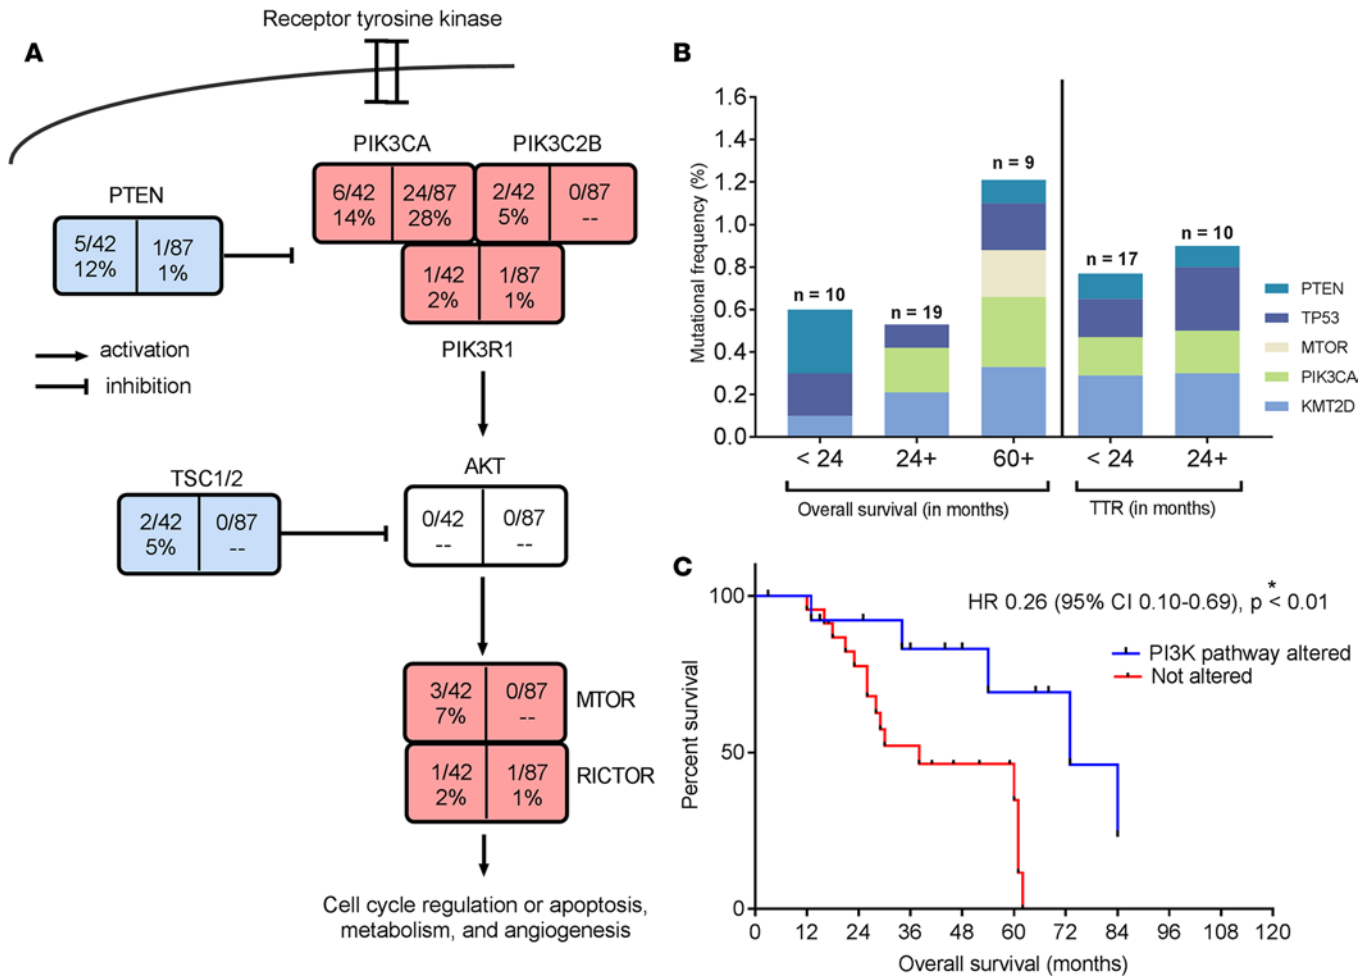 Receptor tyrosine kinase
A
PIK3CA PIK3C2B
6/42 24/87 2/42 0/87
14% 28% 5% --
PTEN
5/42 1/87
12% 1%
1/42 1/87
2% 1%
PIK3R1
activation
inhibition
AKT
0/42 0/87
-- --
TSC1/2
2/42 0/87
5% --
3/42 0/87 MTOR
7% --
1/42 1/87 RICTOR
2% 1%
Cell cycle regulation or apoptosis,
metabolism, and angiogenesis
B
Mutational frequency (%)
1.6
1.4
1.2
1.0
0.8
0.6
0.4
0.2
0.0
n = 10
n = 19
n = 9
n = 17
n = 10
PTEN
TP53
MTOR
PIK3CA
KMT2D
< 24 24+ 60+ < 24 24+
Overall survival (in months) TTR (in months)
C
HR 0.26 (95% CI 0.10-0.69), p < 0.01
*
PI3K pathway altered
Not altered
Percent survival
100
50
0
0 12 24 36 48 60 72 84 96 108 120
Overall survival (months)